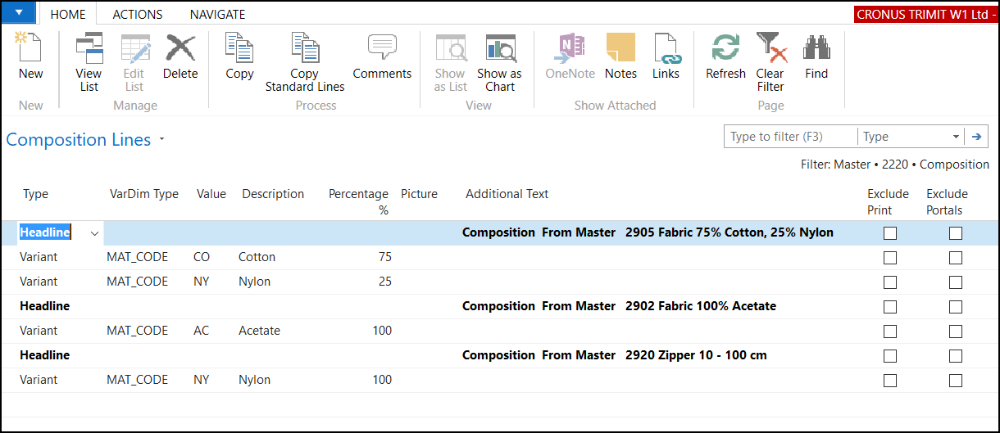 HOME ACTIONS NAVIGATE CRONUS TRIMIT W1 Ltd -
New View List Edit List Delete Copy Copy Standard Lines Comments Show as List Show as Chart OneNote Notes Links Refresh Clear Filter Find
New Manage Process View Show Attached Page
Composition Lines Type to filter (F3) Type
Filter: Master • 2220 • Composition
Type VarDim Type Value Description Percentage % Picture Additional Text Exclude Print Exclude Portals
Headline Composition From Master 2905 Fabric 75% Cotton, 25% Nylon
Variant MAT_CODE CO Cotton 75
Variant MAT_CODE NY Nylon 25
Headline Composition From Master 2902 Fabric 100% Acetate
Variant MAT_CODE AC Acetate 100
Headline Composition From Master 2920 Zipper 10 - 100 cm
Variant MAT_CODE NY Nylon 100